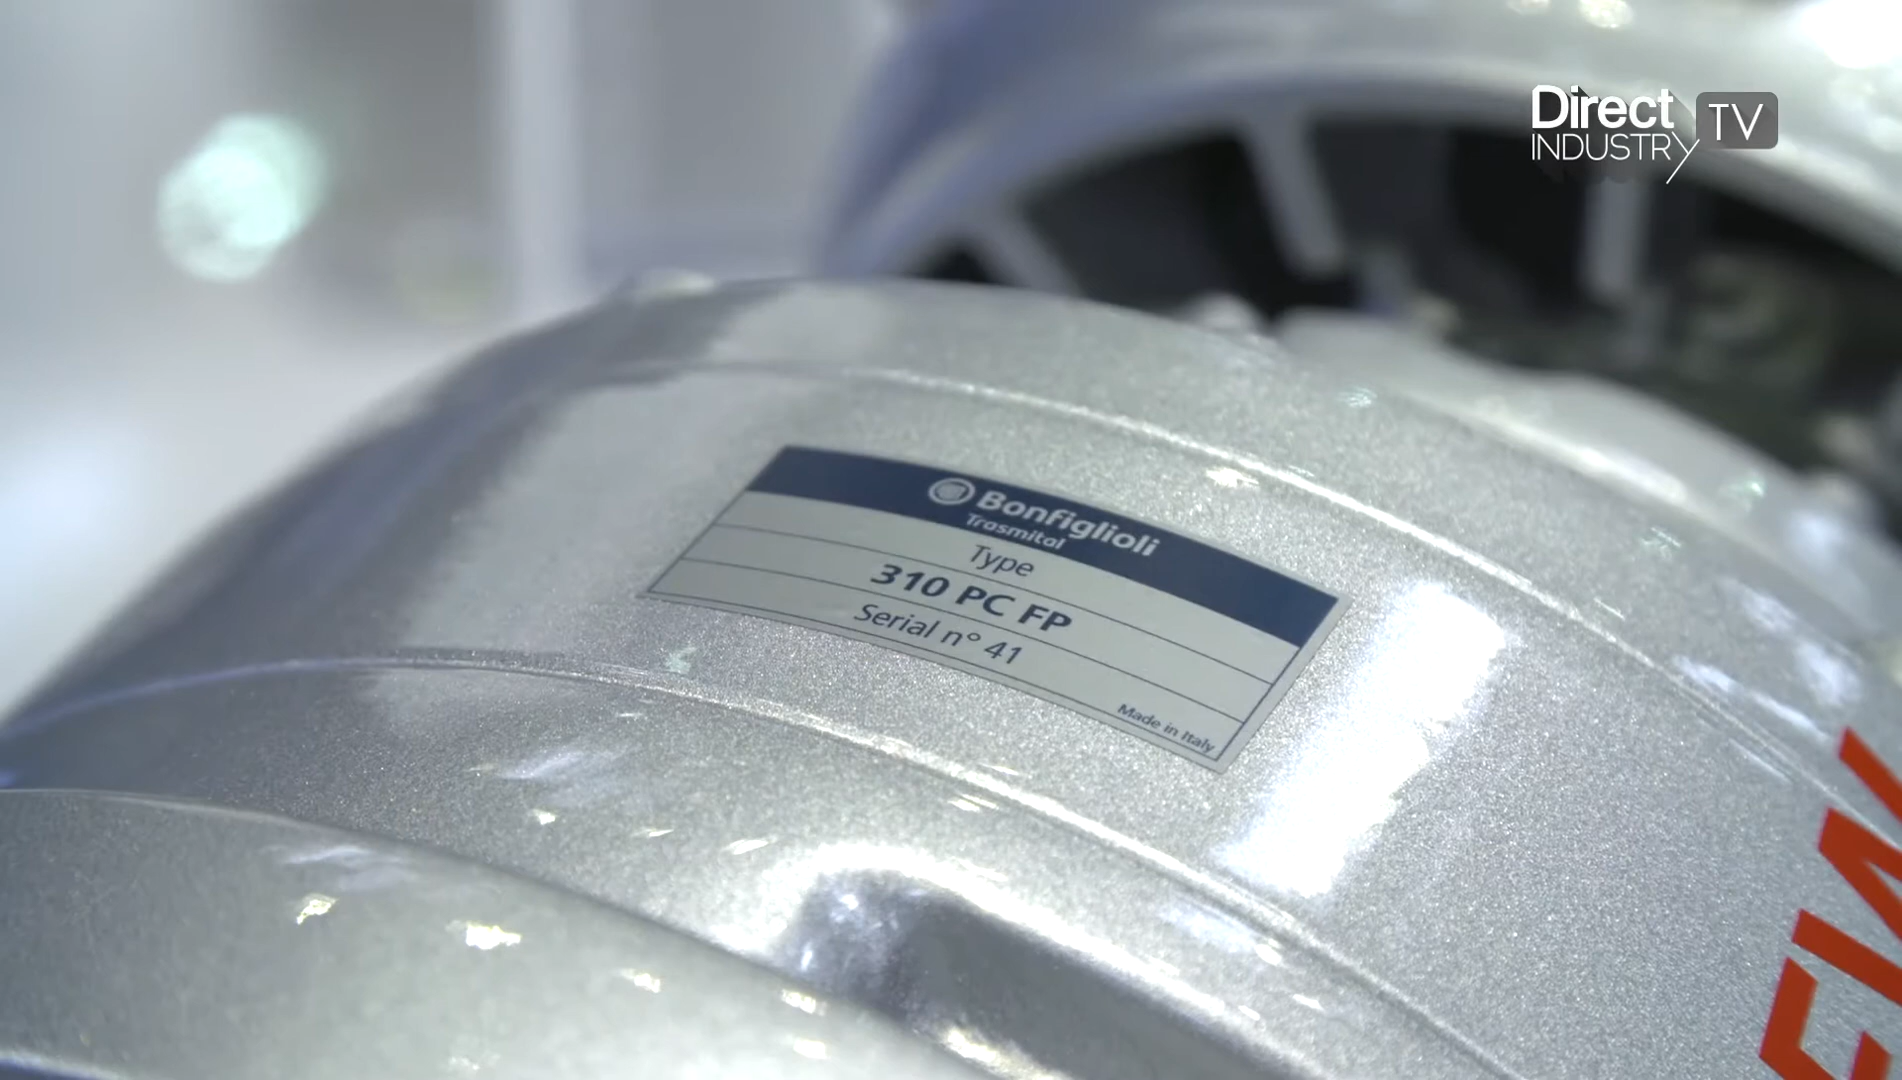 Direct
INDUSTRY TV
Bonfiglioli
Trasmital
Type
310 PC FP
Serial n° 41
Made in Italy